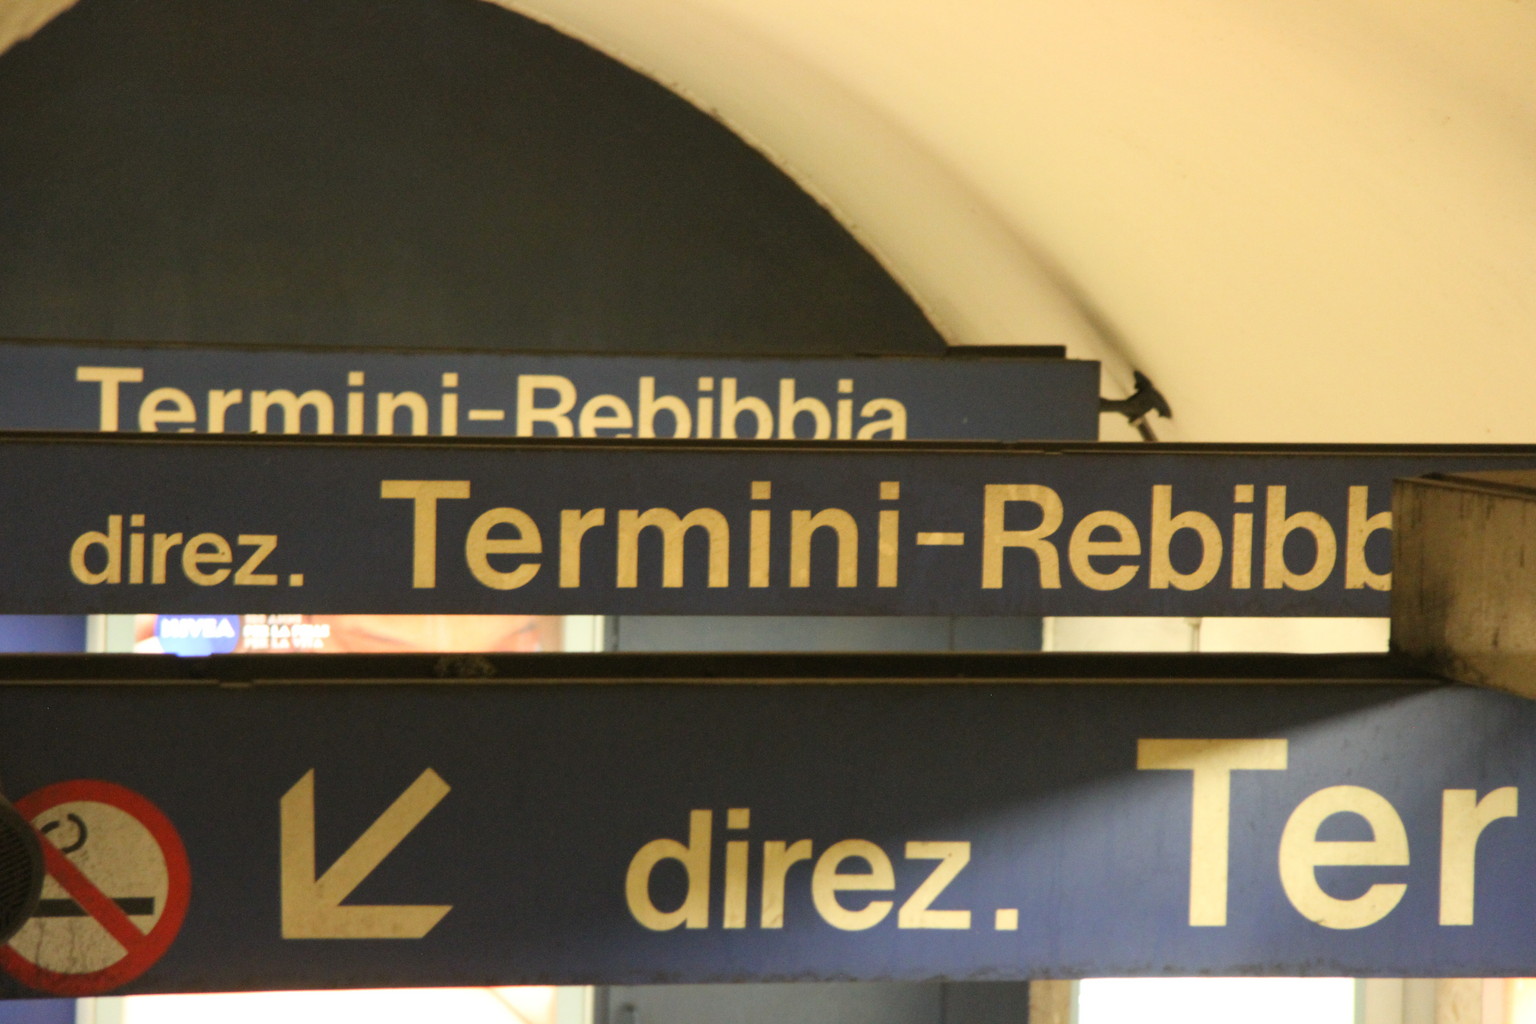 Termini-Rebibbia
direz. Termini-Rebibb
NIVEA
direz. Ter